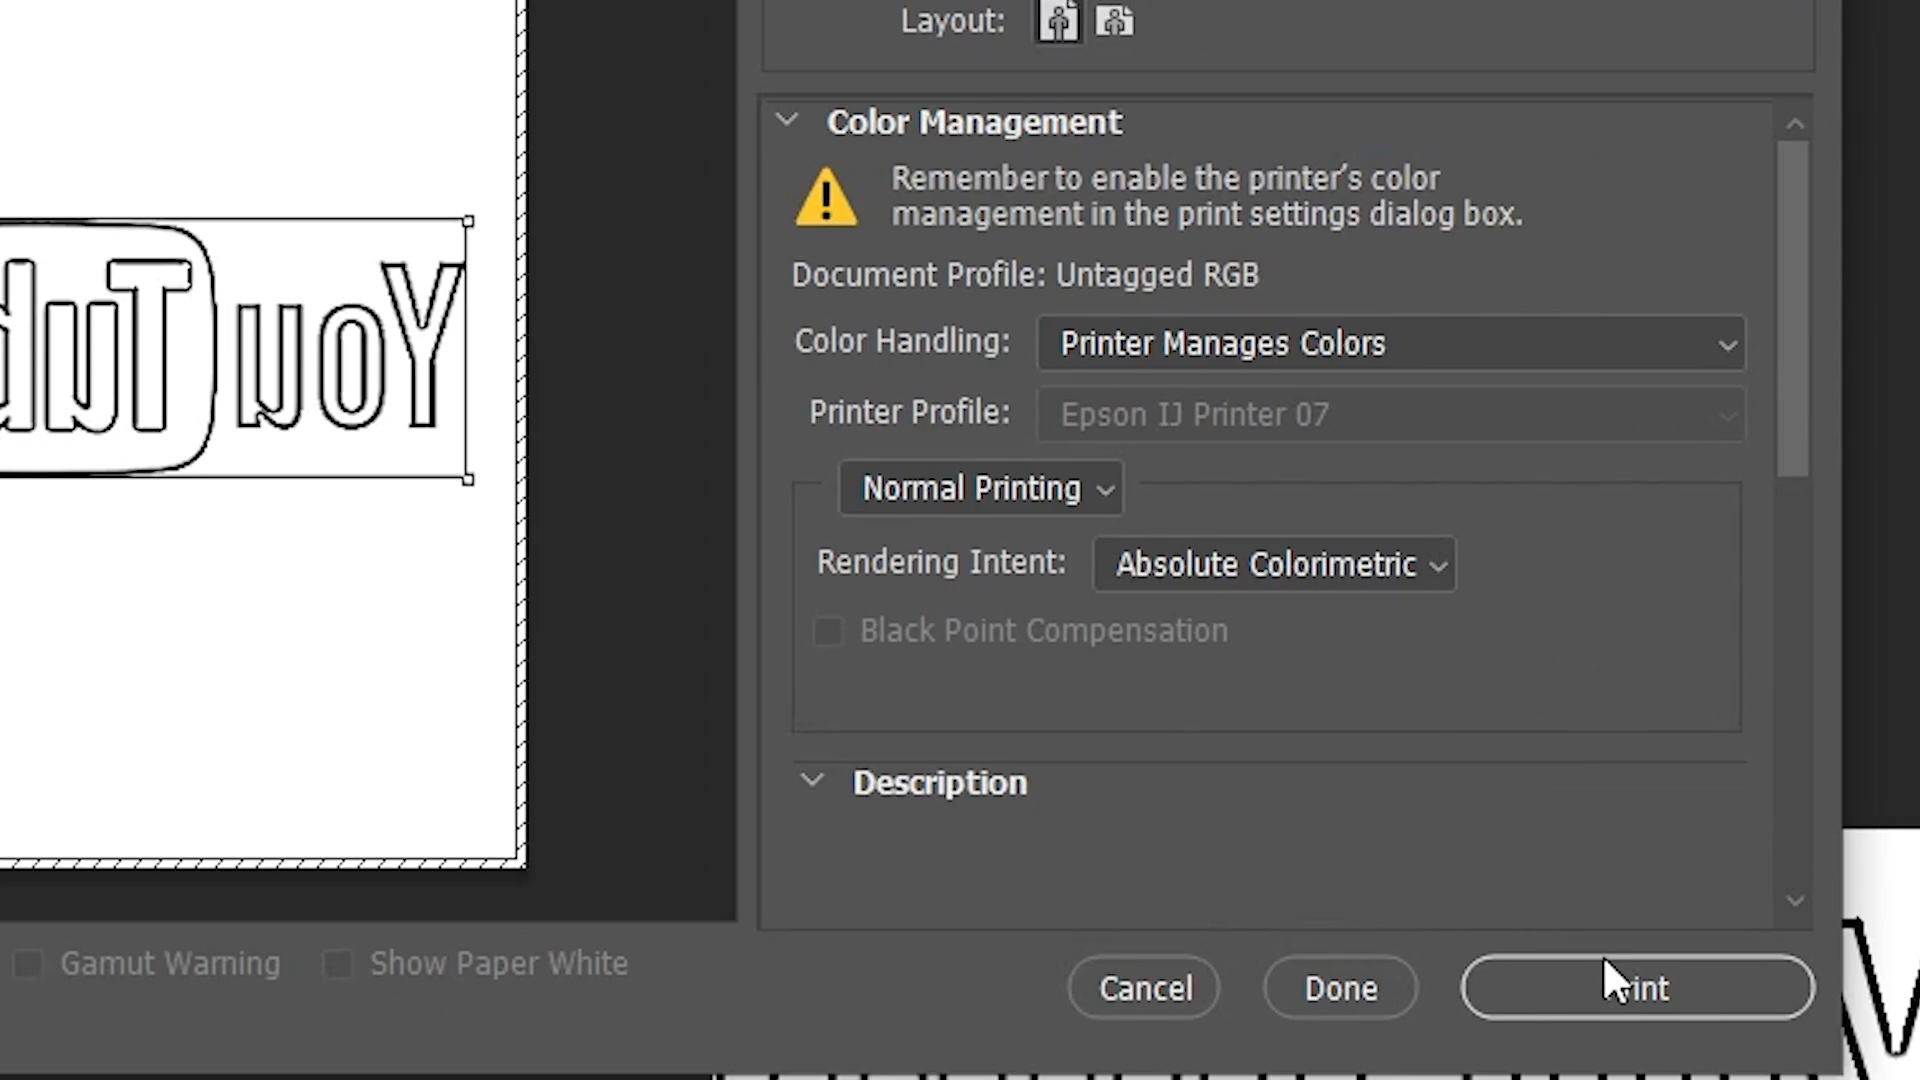 Layout:
Color Management
Remember to enable the printer's color
management in the print settings dialog box.
Document Profile: Untagged RGB
Color Handling: Printer Manages Colors
Printer Profile: Epson IJ Printer 07
Normal Printing
Rendering Intent: Absolute Colorimetric
Black Point Compensation
Description
Gamut Warning Show Paper White
Cancel Done Print
YouTub